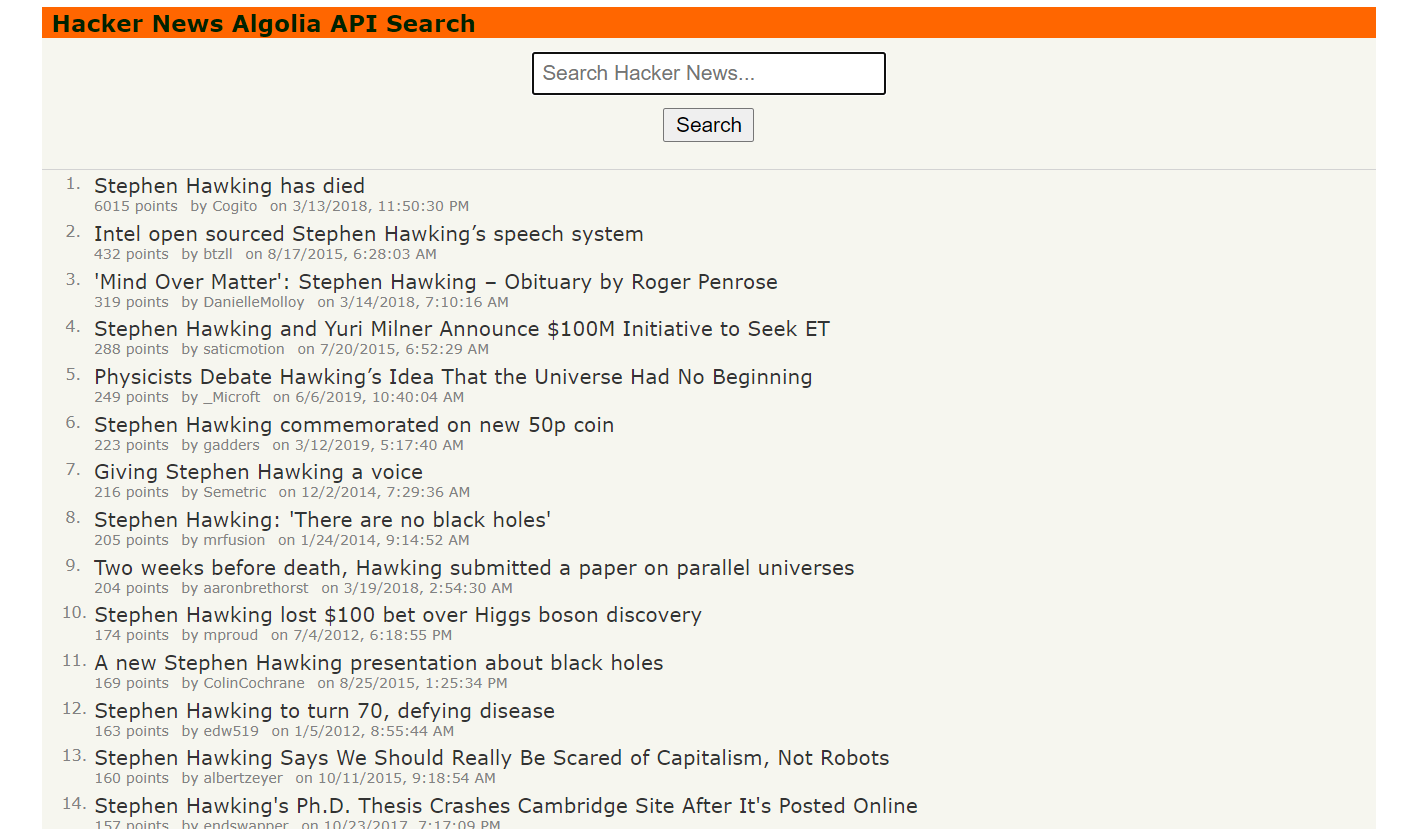 Hacker News Algolia API Search
Search Hacker News...
Search
1. Stephen Hawking has died
6015 points by Cogito on 3/13/2018, 11:50:30 PM
2. Intel open sourced Stephen Hawking’s speech system
432 points by btzll on 8/17/2015, 6:28:03 AM
3. 'Mind Over Matter': Stephen Hawking – Obituary by Roger Penrose
319 points by DanielleMolloy on 3/14/2018, 7:10:16 AM
4. Stephen Hawking and Yuri Milner Announce $100M Initiative to Seek ET
288 points by saticmotion on 7/20/2015, 6:52:29 AM
5. Physicists Debate Hawking’s Idea That the Universe Had No Beginning
249 points by _Microft on 6/6/2019, 10:40:04 AM
6. Stephen Hawking commemorated on new 50p coin
223 points by gadders on 3/12/2019, 5:17:40 AM
7. Giving Stephen Hawking a voice
216 points by Semetric on 12/2/2014, 7:29:36 AM
8. Stephen Hawking: 'There are no black holes'
205 points by mrfusion on 1/24/2014, 9:14:52 AM
9. Two weeks before death, Hawking submitted a paper on parallel universes
204 points by aaronbrethorst on 3/19/2018, 2:54:30 AM
10. Stephen Hawking lost $100 bet over Higgs boson discovery
174 points by mproud on 7/4/2012, 6:18:55 PM
11. A new Stephen Hawking presentation about black holes
169 points by ColinCochrane on 8/25/2015, 1:25:34 PM
12. Stephen Hawking to turn 70, defying disease
163 points by edw519 on 1/5/2012, 8:55:44 AM
13. Stephen Hawking Says We Should Really Be Scared of Capitalism, Not Robots
160 points by albertzeyer on 10/11/2015, 9:18:54 AM
14. Stephen Hawking's Ph.D. Thesis Crashes Cambridge Site After It's Posted Online
157 points by endswapper on 10/23/2017, 7:17:09 PM